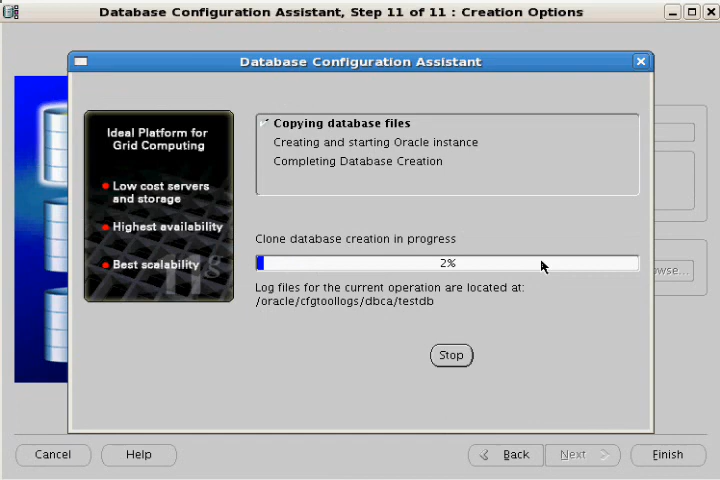 Database Configuration Assistant, Step 11 of 11 : Creation Options
Database Configuration Assistant
Ideal Platform for
Grid Computing
Low cost servers
and storage
Highest availability
Best scalability
11g
Copying database files
Creating and starting Oracle instance
Completing Database Creation
Clone database creation in progress
2%
Log files for the current operation are located at:
/oracle/cfgtoollogs/dbca/testdb
Stop
wse...
Cancel
Help
Back
Next
Finish